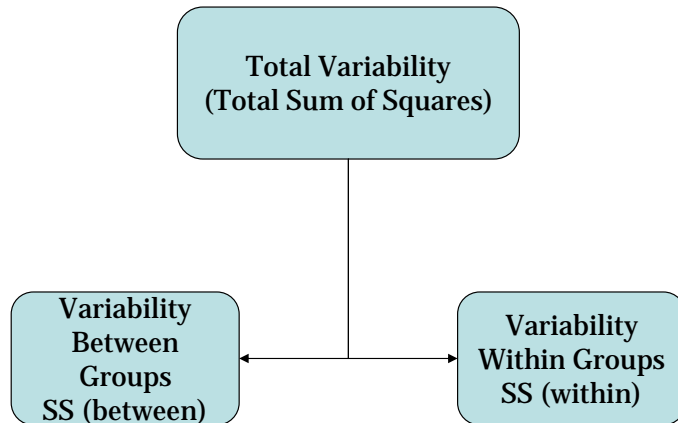 Total Variability
(Total Sum of Squares)
Variability
Between
Groups
SS (between)
Variability
Within Groups
SS (within)